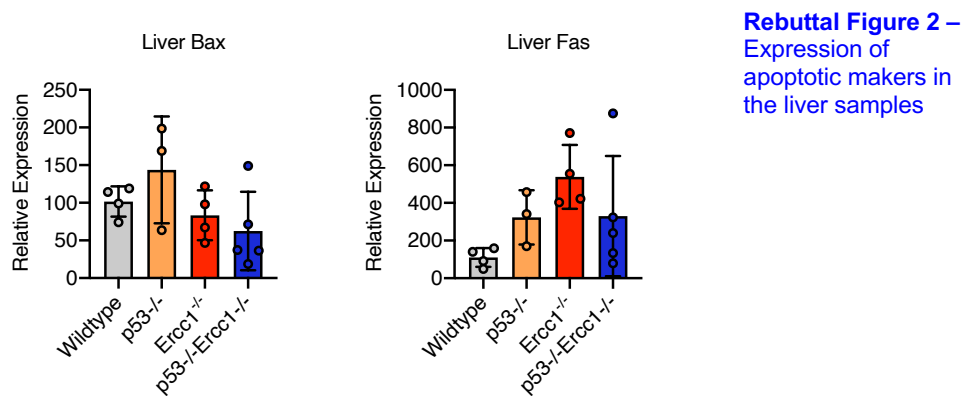 Liver Bax
Relative Expression
250
200
150
100
50
0
Wildtype
p53-/-
Ercc1-/-
p53-/-Ercc1-/-
Liver Fas
Relative Expression
1000
800
600
400
200
0
Wildtype
p53-/-
Ercc1-/-
p53-/-Ercc1-/-
Rebuttal Figure 2 –
Expression of
apoptotic makers in
the liver samples